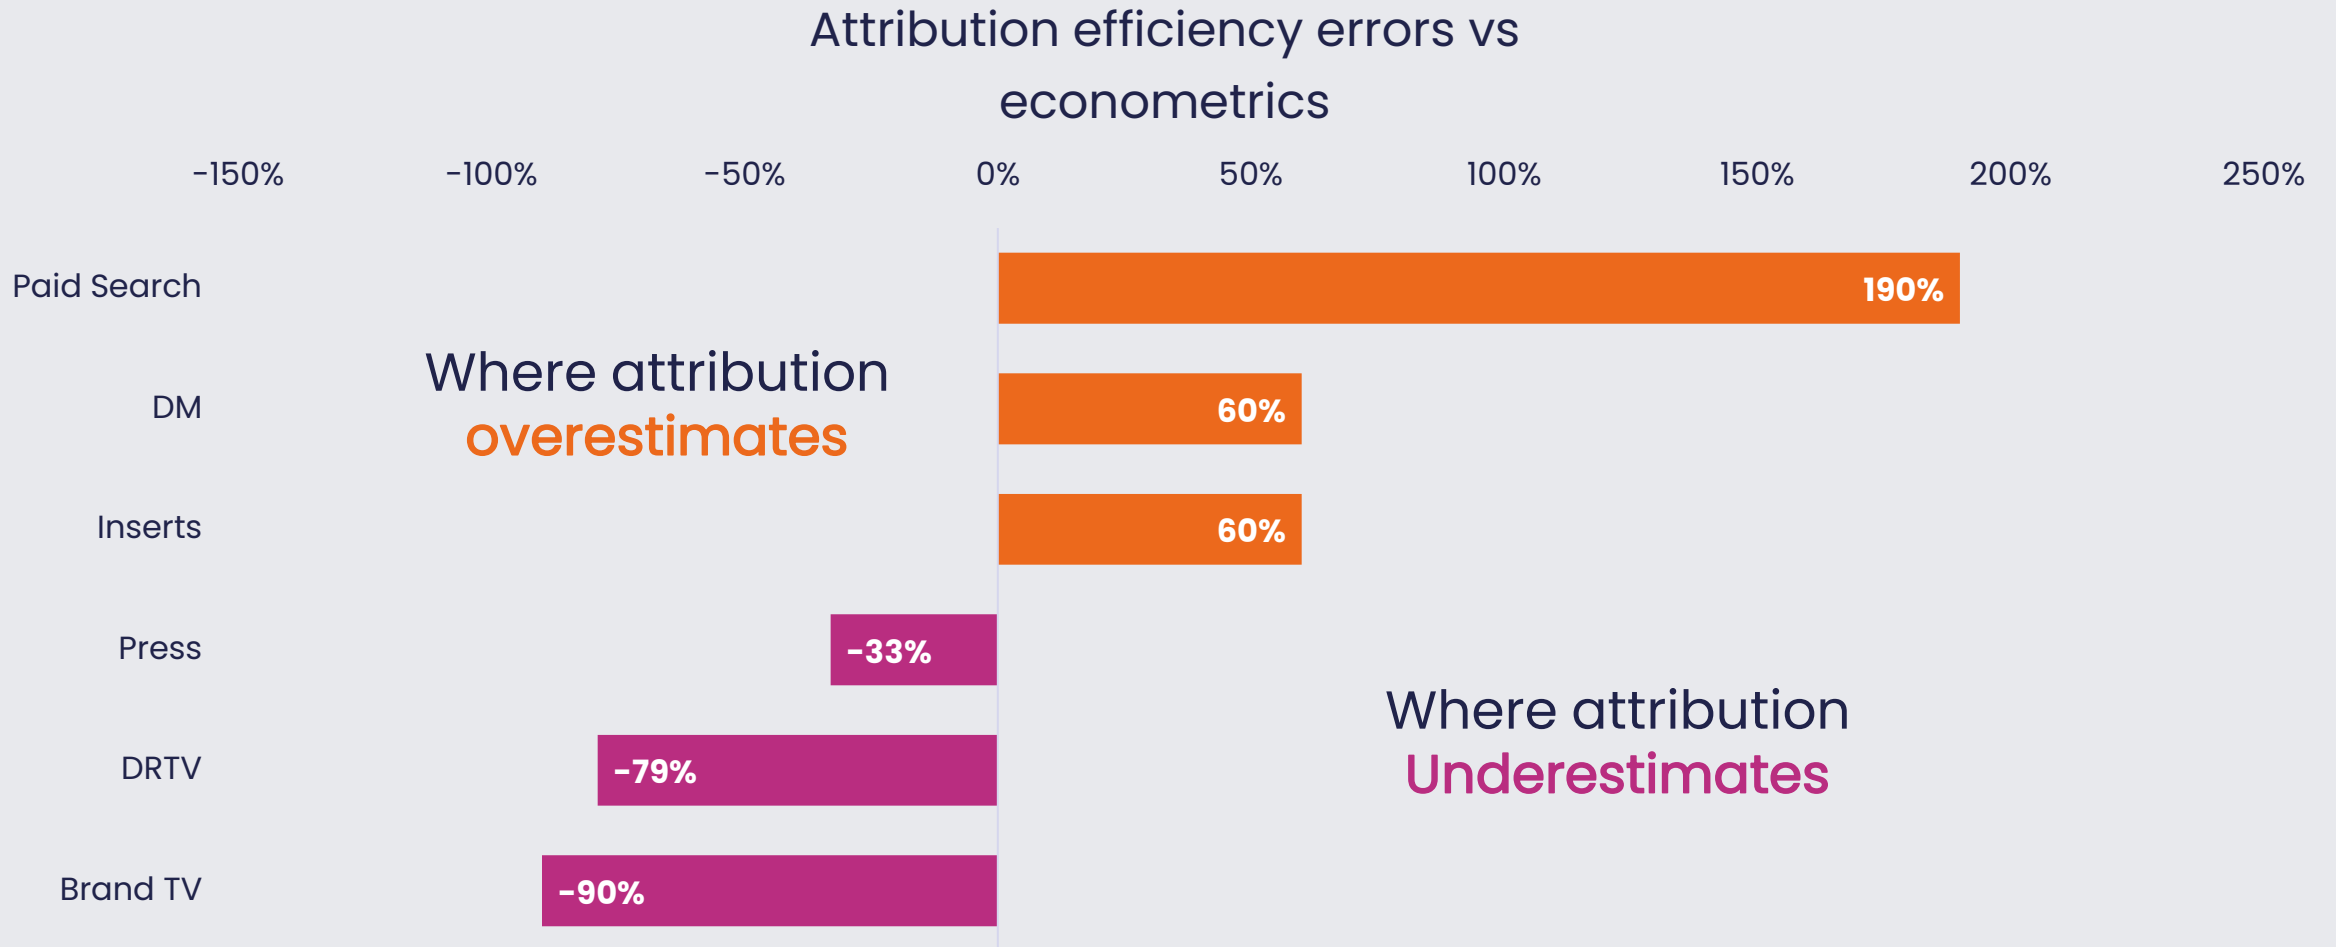 Attribution efficiency errors vs
econometrics
-150% -100% -50% 0% 50% 100% 150% 200% 250%
Paid Search 190%
Where attribution
overestimates
DM 60%
Inserts 60%
Press -33%
Where attribution
Underestimates
DRTV -79%
Brand TV -90%